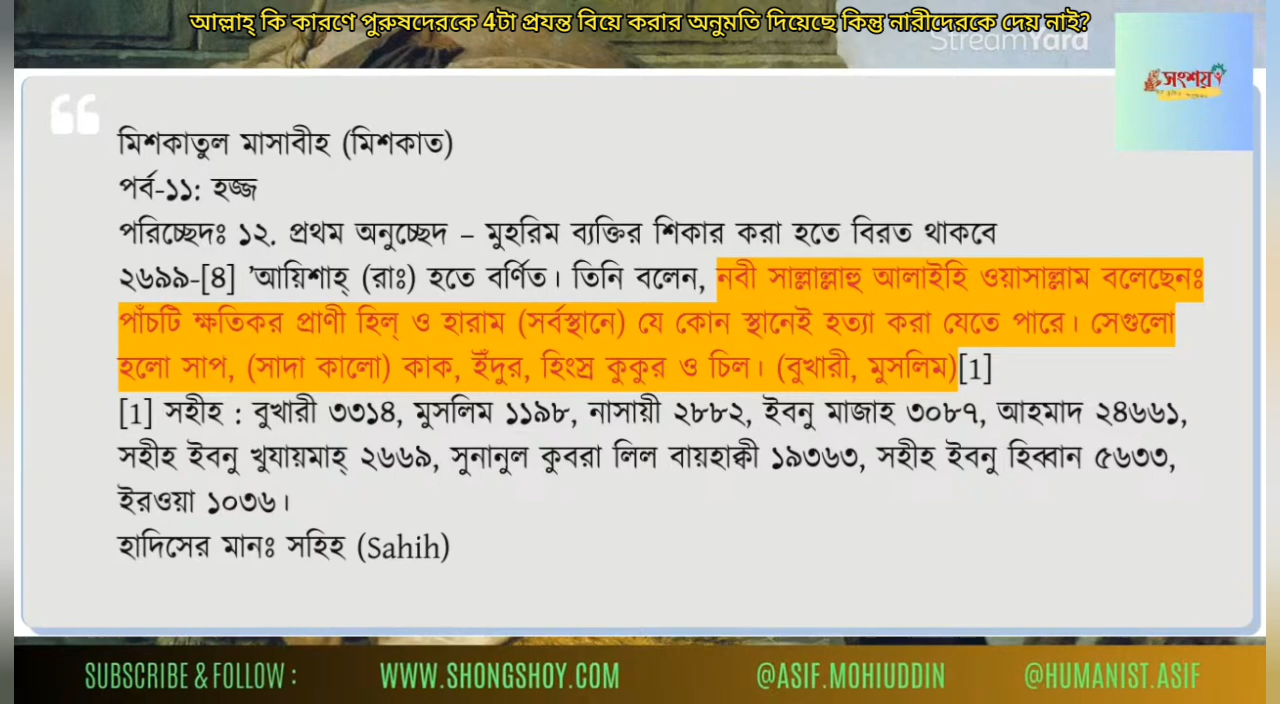 আল্লাহ্ কি কারণে পুরুষদেরকে 4টা প্রযন্ত বিয়ে করার অনুমতি দিয়েছে কিন্তু নারীদেরকে দেয় নাই?
StreamYard
সংশয়
মিশকাতুল মাসাবীহ (মিশকাত)
পর্ব-১১: হজ্জ
পরিচ্ছেদঃ ১২. প্রথম অনুচ্ছেদ – মুহরিম ব্যক্তির শিকার করা হতে বিরত থাকবে
২৬৯৯-[৪] 'আয়িশাহ্ (রাঃ) হতে বর্ণিত। তিনি বলেন, নবী সাল্লাল্লাহু আলাইহি ওয়াসাল্লাম বলেছেনঃ
পাঁচটি ক্ষতিকর প্রাণী হিল্ ও হারাম (সর্বস্থানে) যে কোন স্থানেই হত্যা করা যেতে পারে। সেগুলো
হলো সাপ, (সাদা কালো) কাক, ইঁদুর, হিংস্র কুকুর ও চিল। (বুখারী, মুসলিম)[1]
[1] সহীহ : বুখারী ৩৩১৪, মুসলিম ১১৯৮, নাসায়ী ২৮৮২, ইবনু মাজাহ ৩০৮৭, আহমাদ ২৪৬৬১,
সহীহ ইবনু খুযায়মাহ্ ২৬৬৯, সুনানুল কুবরা লিল বায়হাক্বী ১৯৩৬৩, সহীহ ইবনু হিব্বান ৫৬৩৩,
ইরওয়া ১০৩৬।
হাদিসের মানঃ সহিহ (Sahih)
SUBSCRIBE & FOLLOW : WWW.SHONGSHOY.COM @ASIF.MOHIUDDIN @HUMANIST.ASIF